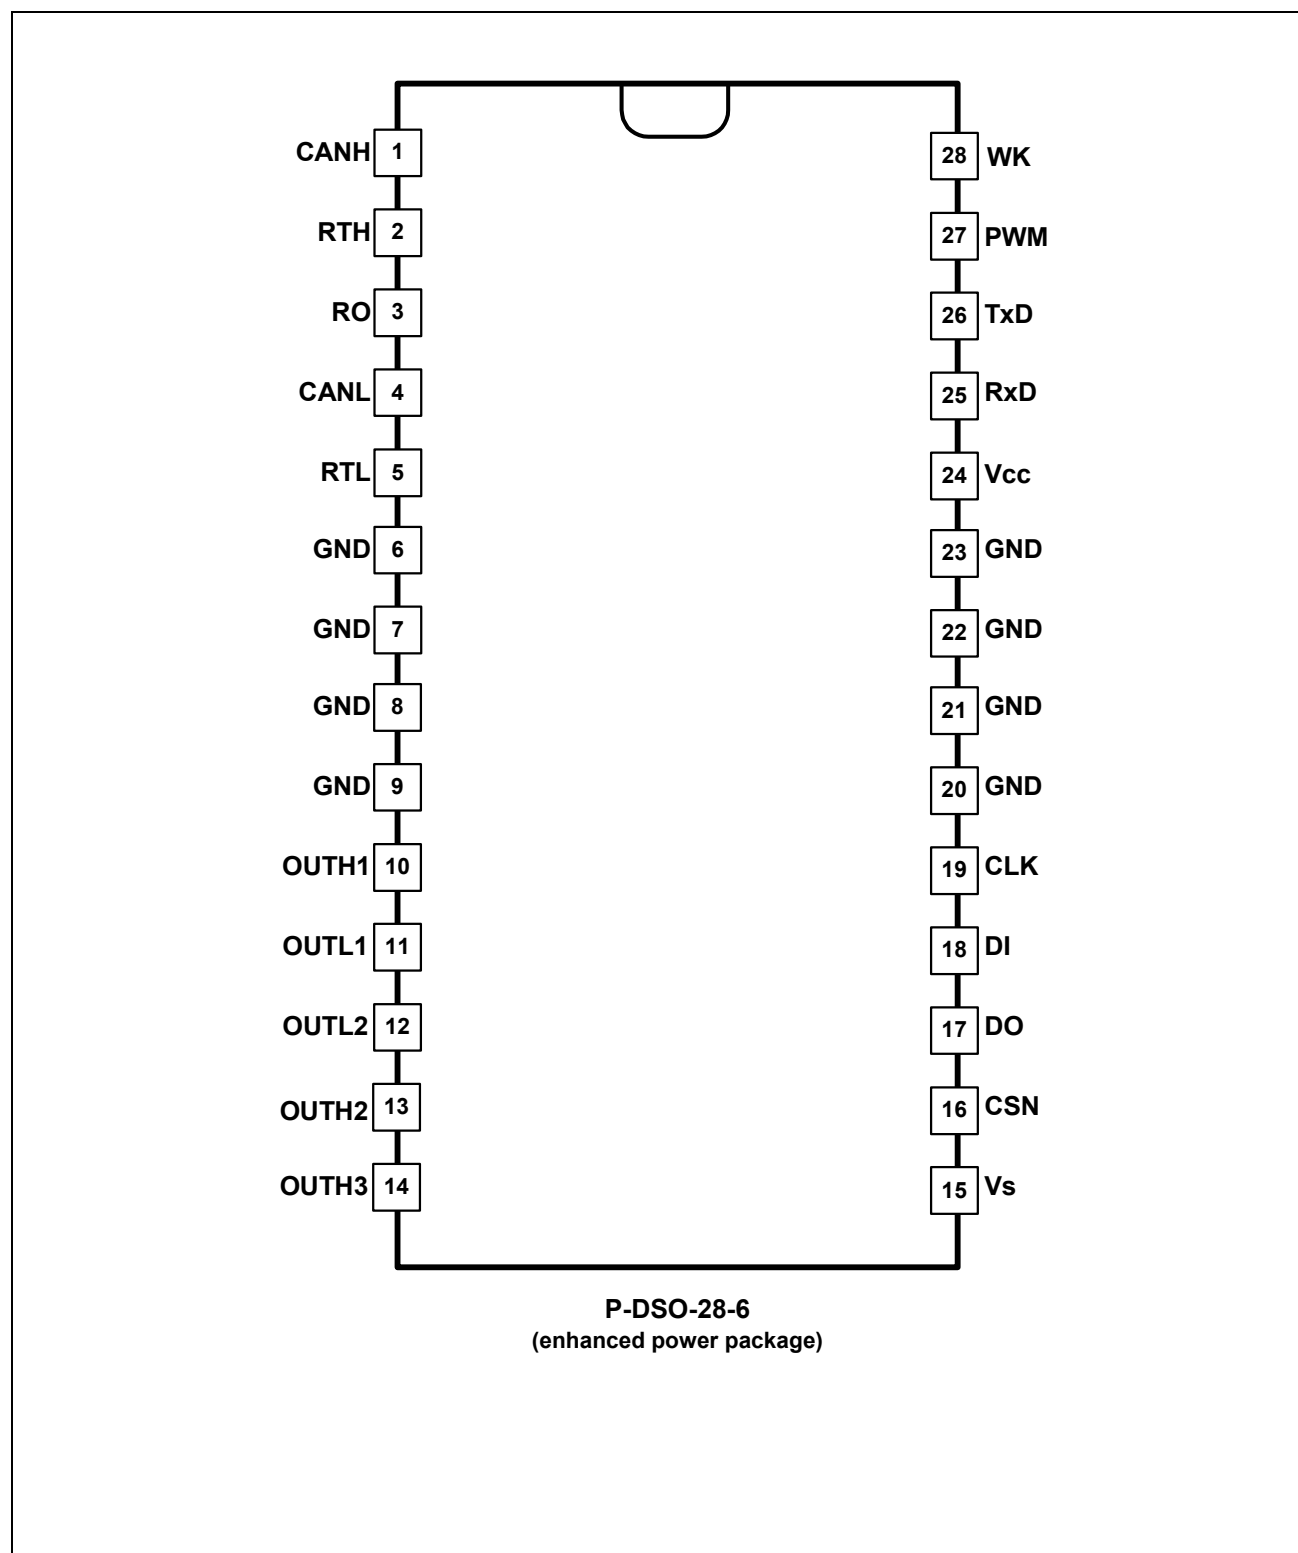 CANH 1 28 WK
RTH 2 27 PWM
RO 3 26 TxD
CANL 4 25 RxD
RTL 5 24 Vcc
GND 6 23 GND
GND 7 22 GND
GND 8 21 GND
GND 9 20 GND
OUTH1 10 19 CLK
OUTL1 11 18 DI
OUTL2 12 17 DO
OUTH2 13 16 CSN
OUTH3 14 15 Vs
P-DSO-28-6
(enhanced power package)